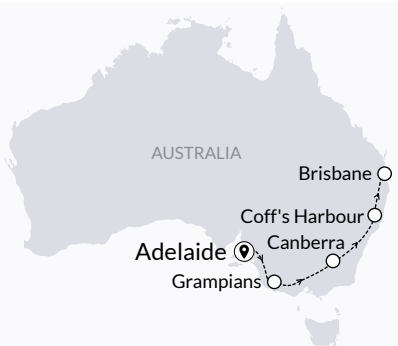 AUSTRALIA
Brisbane
Coff's Harbour
Canberra
Adelaide
Grampians